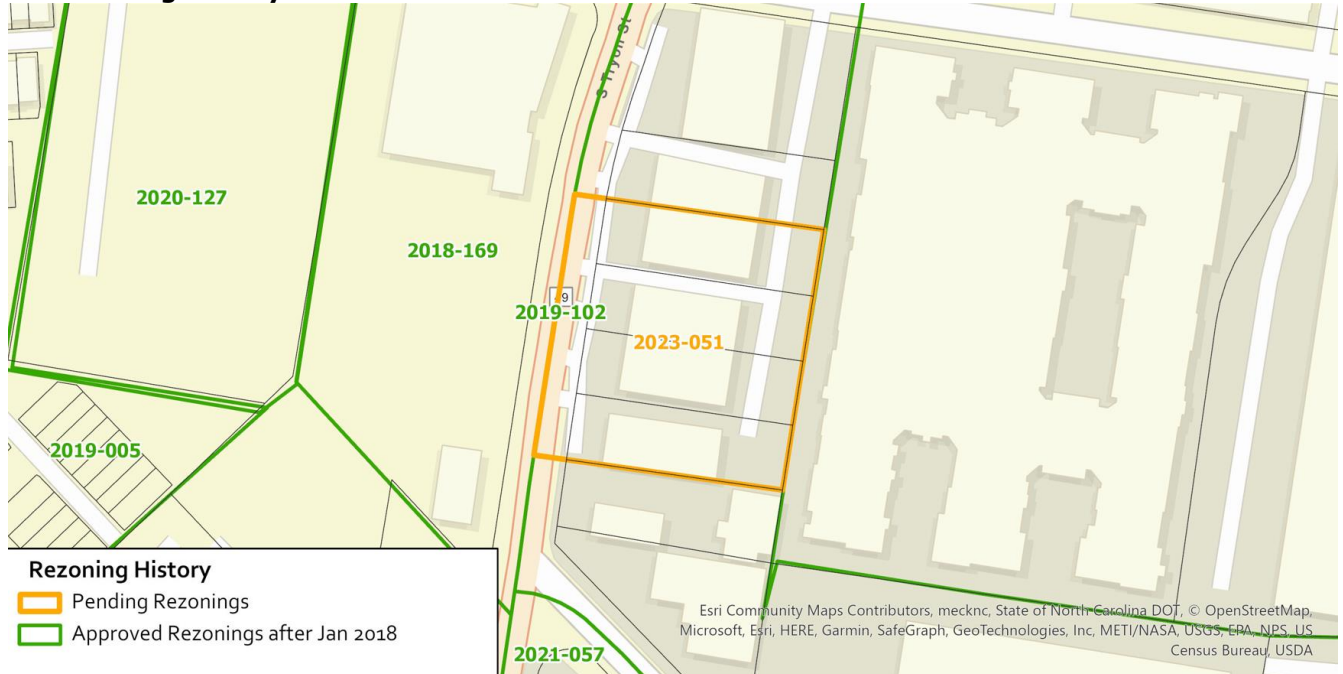 S Tryon St
2020-127
2018-169
2019-102
2023-051
2019-005
2021-057
Rezoning History
Pending Rezonings
Approved Rezonings after Jan 2018
Esri Community Maps Contributors, mecknc, State of North Carolina DOT, © OpenStreetMap,
Microsoft, Esri, HERE, Garmin, SafeGraph, GeoTechnologies, Inc, METI/NASA, USGS, EPA, NPS, US
Census Bureau, USDA